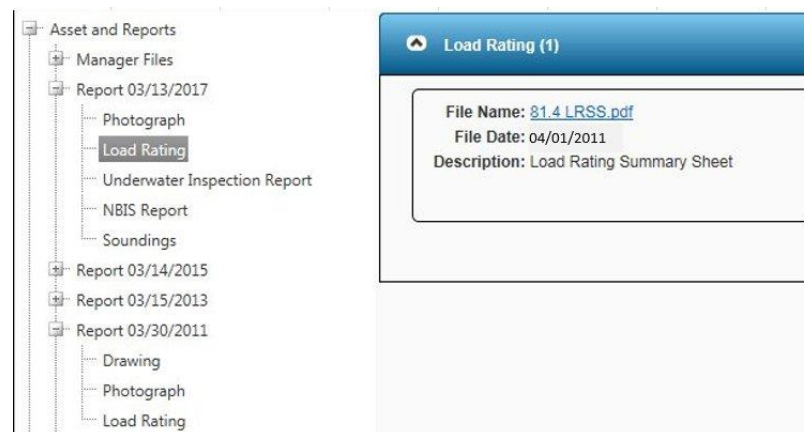 Asset and Reports
Manager Files
Report 03/13/2017
Photograph
Load Rating
Underwater Inspection Report
NBIS Report
Soundings
Report 03/14/2015
Report 03/15/2013
Report 03/30/2011
Drawing
Photograph
Load Rating
Load Rating (1)
File Name: 81.4 LRSS.pdf
File Date: 04/01/2011
Description: Load Rating Summary Sheet